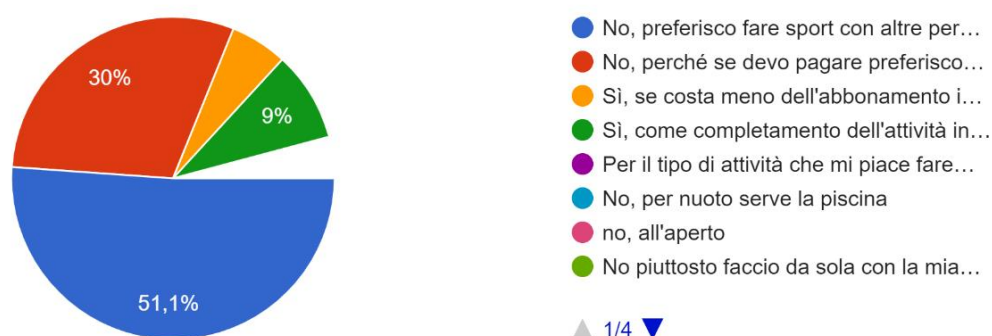 30%
9%
51,1%
No, preferisco fare sport con altre per…
No, perché se devo pagare preferisco…
Sì, se costa meno dell'abbonamento i…
Sì, come completamento dell'attività in…
Per il tipo di attività che mi piace fare…
No, per nuoto serve la piscina
no, all'aperto
No piuttosto faccio da sola con la mia…
1/4